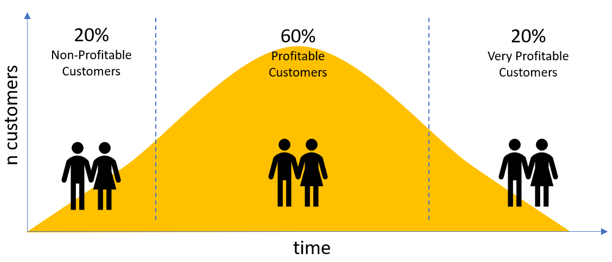 20%
Non-Profitable
Customers
60%
Profitable
Customers
20%
Very Profitable
Customers
n customers
time